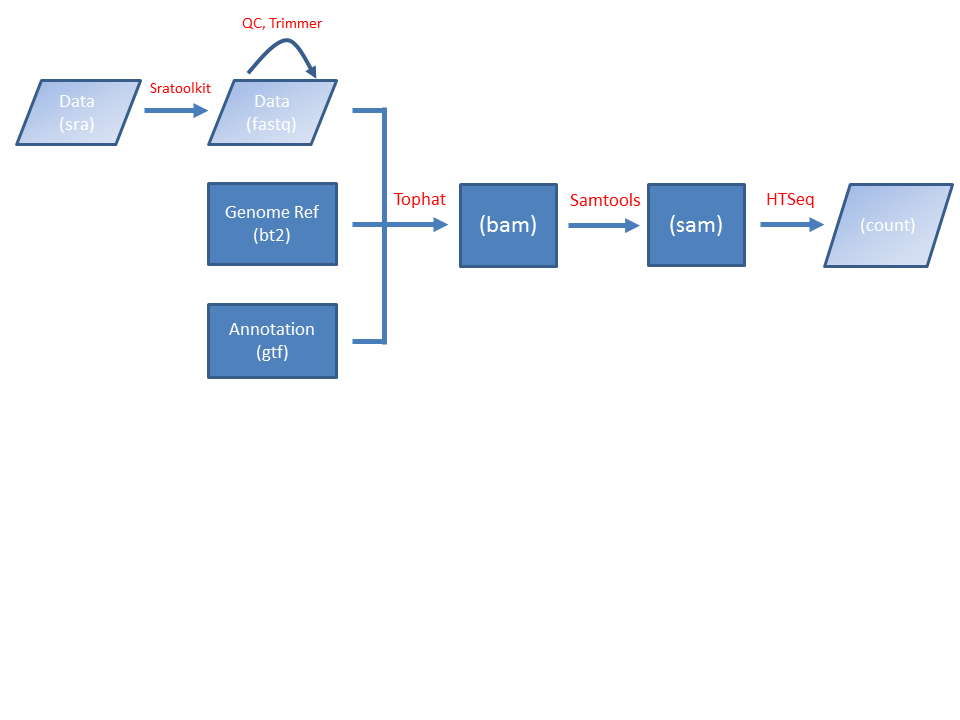 QC, Trimmer
Sratoolkit
Data
(sra)
Data
(fastq)
Genome Ref
(bt2)
Annotation
(gtf)
Tophat
(bam)
Samtools
(sam)
HTSeq
(count)